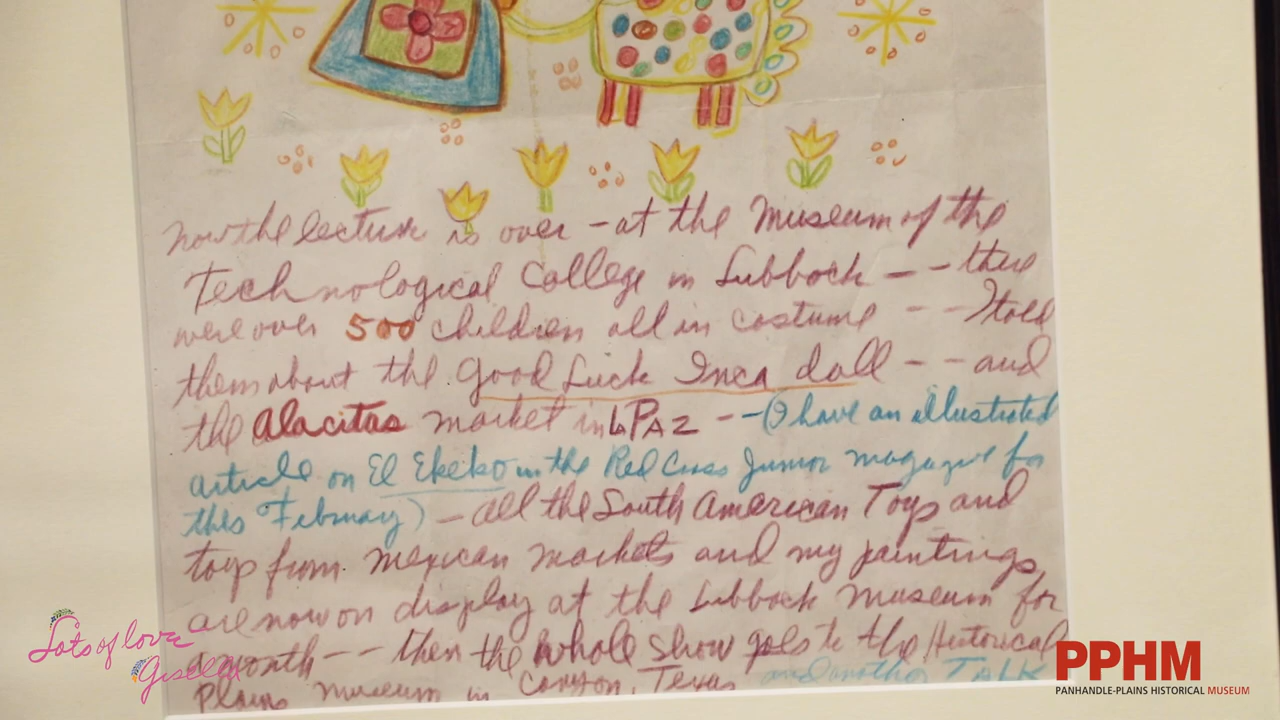 now the lecture is over - at the Museum of the
Technological College in Lubbock - - there
were over 500 children all in costume - - I told
them about the good Luck Inca doll - - and
the Alacitas market in LA PAZ - - (I have an illustrated
article on El Ekeko in the Red Cross Junior magazine for
this February) - all the South American Toys and
toys from mexican markets and my paintings,
are now on display at the Lubbock museum for
a month - - then the whole show goes to the Historical
Plains museum in Canyon, Texas and another TALK
Lots of love
Giselle
PPHM
PANHANDLE-PLAINS HISTORICAL MUSEUM